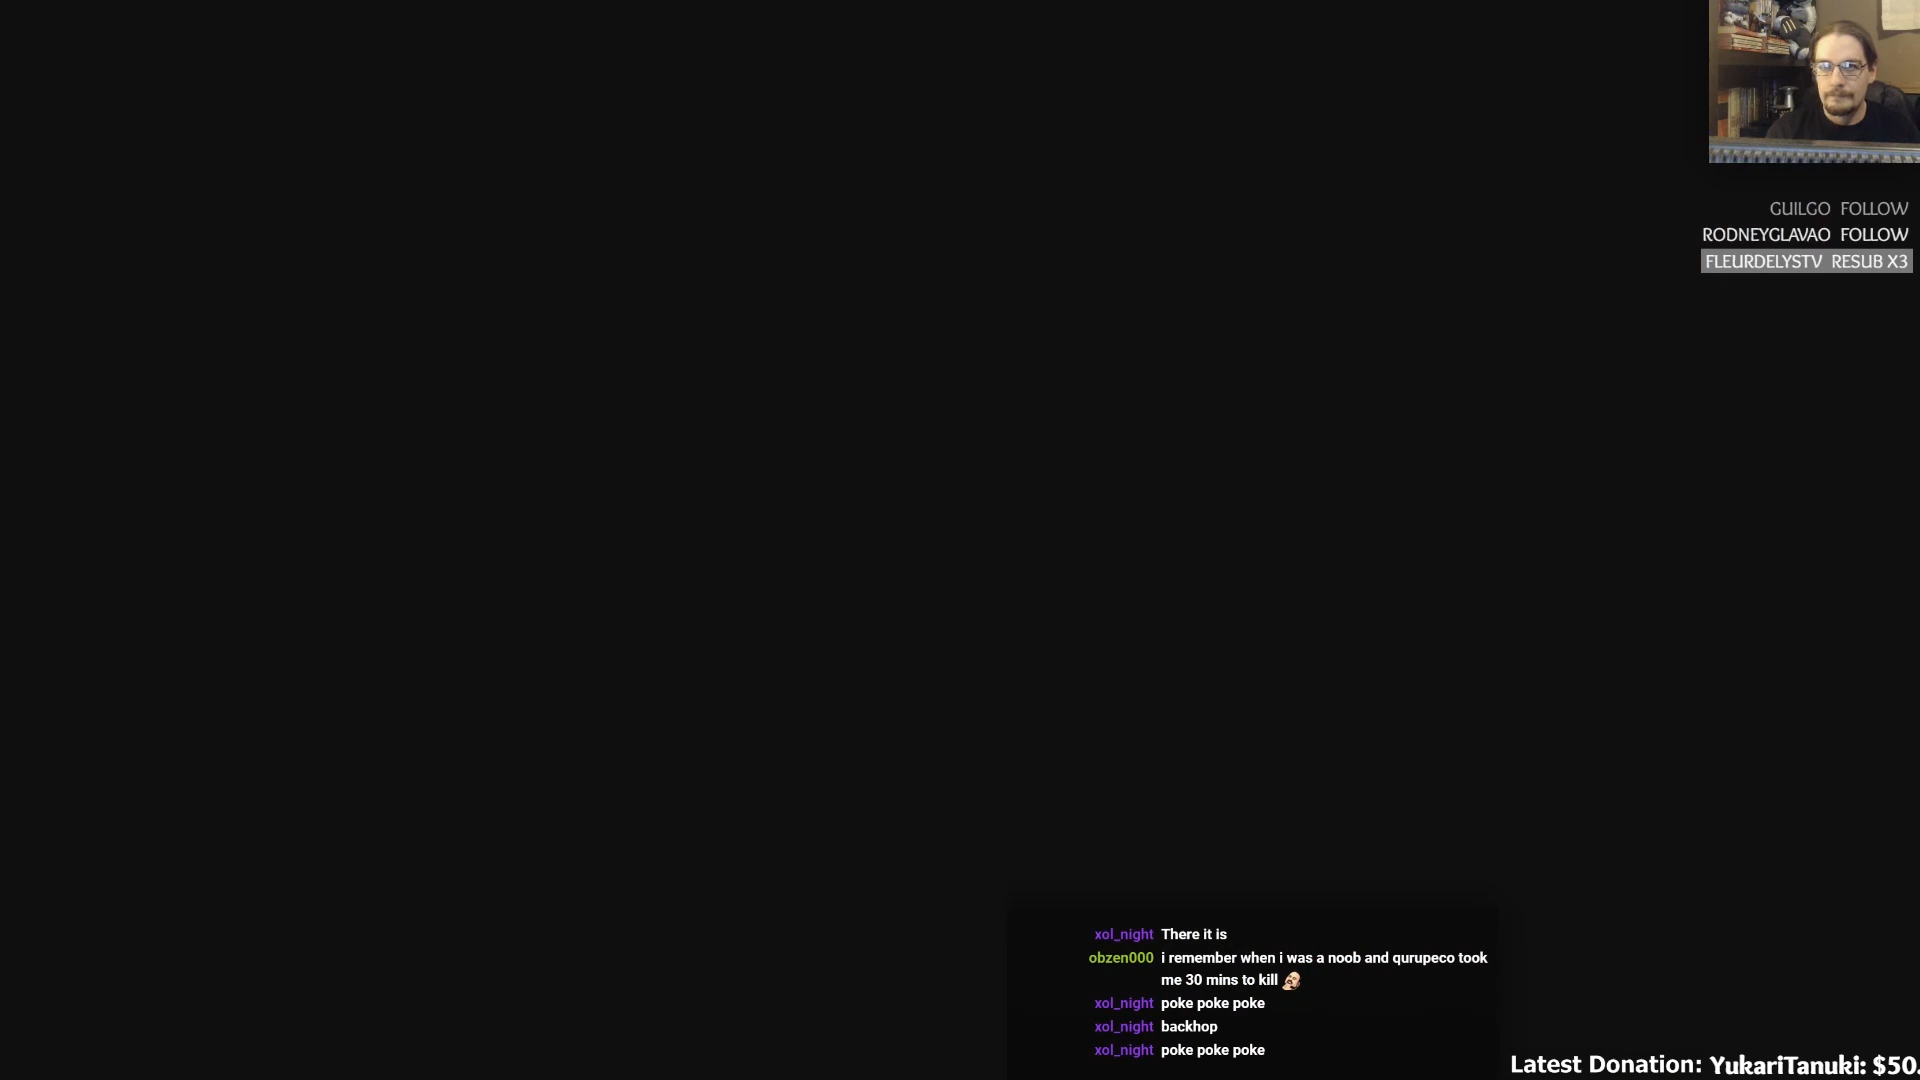 GUILGO FOLLOW
RODNEYGLAVAO FOLLOW
FLEURDELYSTV RESUB X3
xol_night There it is
obzen000 i remember when i was a noob and qurupeco took
me 30 mins to kill
xol_night poke poke poke
xol_night backhop
xol_night poke poke poke
Latest Donation: YukariTanuki: $50.